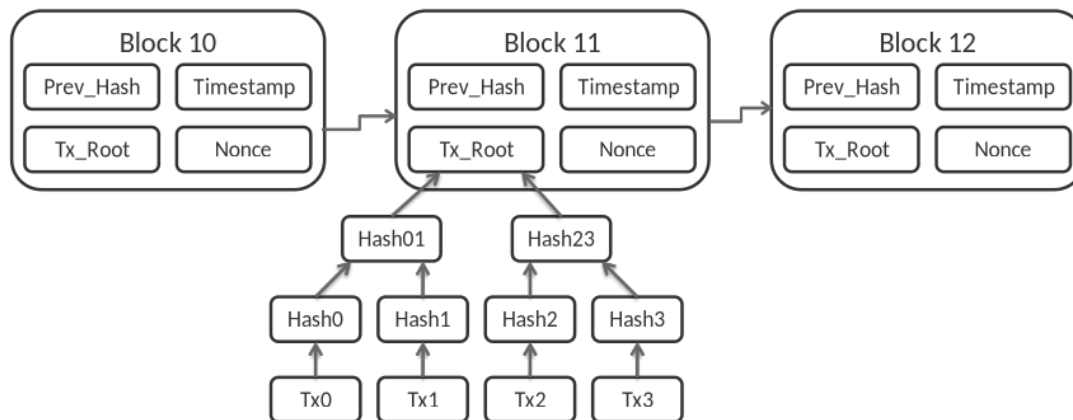 Block 10
Block 11
Block 12
Prev_Hash
Timestamp
Prev_Hash
Timestamp
Prev_Hash
Timestamp
Tx_Root
Nonce
Tx_Root
Nonce
Tx_Root
Nonce
Hash01
Hash23
Hash0
Hash1
Hash2
Hash3
Tx0
Tx1
Tx2
Tx3